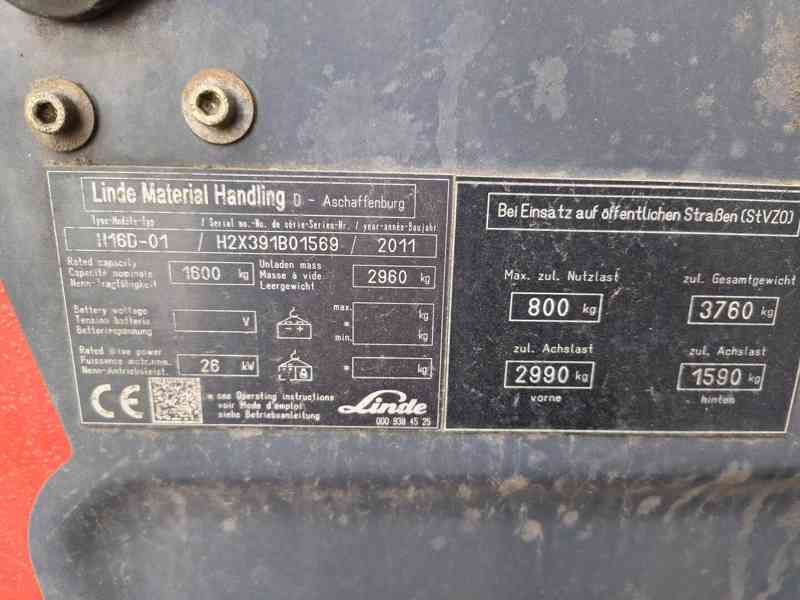 Linde Material Handling D - Aschaffenburg
Type-Modèle-Typ / Serial no.-No. de série-Serien-Nr. / year-année-Baujahr
H16D-01 / H2X391B01569 / 2011
Rated capacity
Capacité nominale
Nenn-Tragfähigkeit
1600 kg
Unladen mass
Masse à vide
Leergewicht
2960 kg
Battery voltage
Tension batterie
Batteriespannung
V
- +
max.
kg
=
min.
kg
Rated drive power
Puissance motr.nom.
Nenn-Antriebsleist.
26 kW
= kg
CE
= see Operating instructions
voir Mode d'emploi
siehe Betriebsanleitung
Linde
000 938 45 25
Bei Einsatz auf öffentlichen Straßen (StVZO)
Max. zul. Nutzlast
800 kg
zul. Gesamtgewicht
3760 kg
zul. Achslast
2990 kg
vorne
zul. Achslast
1590 kg
hinten